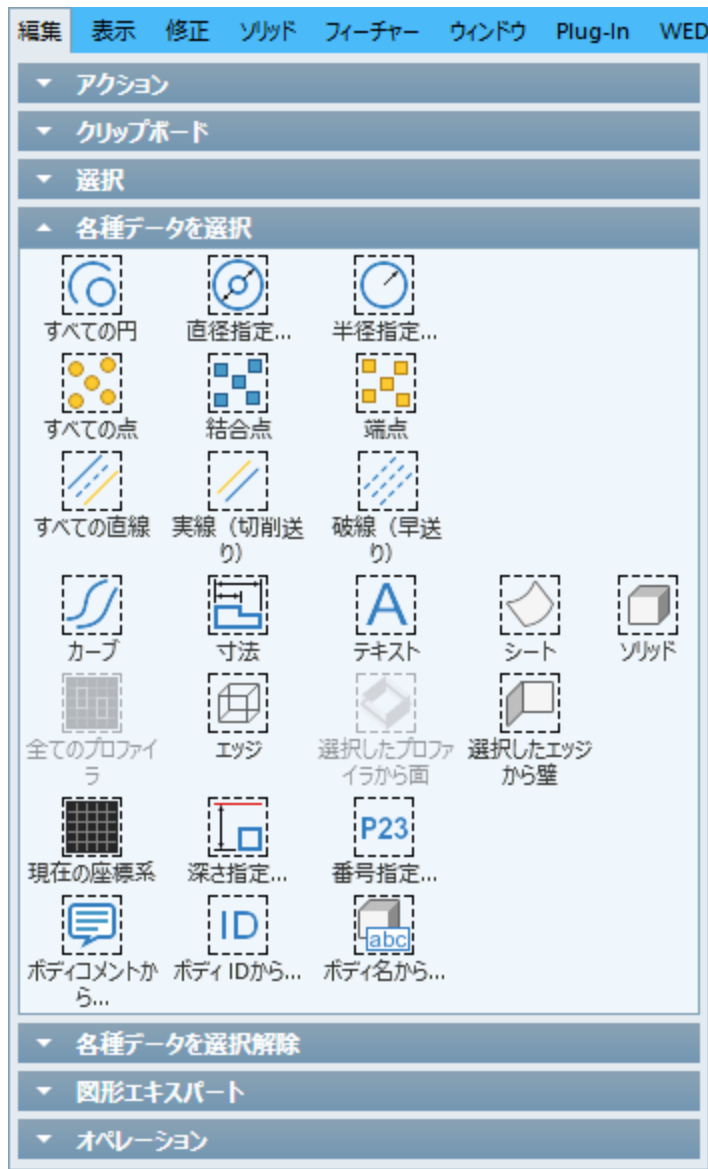 編集 表示 修正 ソリッド フィーチャー ウィンドウ Plug-In WED
アクション
クリップボード
選択
各種データを選択
すべての円 直径指定... 半径指定...
すべての点 結合点 端点
すべての直線 実線（切削送 破線（早送
り） り）
カーブ 寸法 テキスト シート ソリッド
全てのプロファイ エッジ 選択したプロファ 選択したエッジ
ラ イラから面 から壁
P23
現在の座標系 深さ指定... 番号指定...
ID abc
ボディコメントか ボディ IDから... ボディ名から...
ら...
各種データを選択解除
図形エキスパート
オペレーション